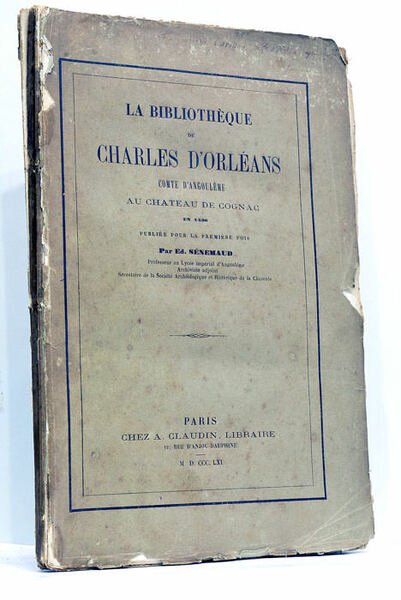 LA BIBLIOTHÈQUE
DE
CHARLES D'ORLÉANS
COMTE D'ANGOULÊME
AU CHATEAU DE COGNAC
EN 1496
PUBLIÉE POUR LA PREMIÈRE FOIS
Par Ed. SÉNEMAUD
Professeur au Lycée impérial d'Angoulême
Archiviste adjoint
Secrétaire de la Société Archéologique et Historique de la Charente
PARIS
CHEZ A. CLAUDIN, LIBRAIRE
12, RUE D'ANJOU-DAUPHINE
M D. CCC. LXI